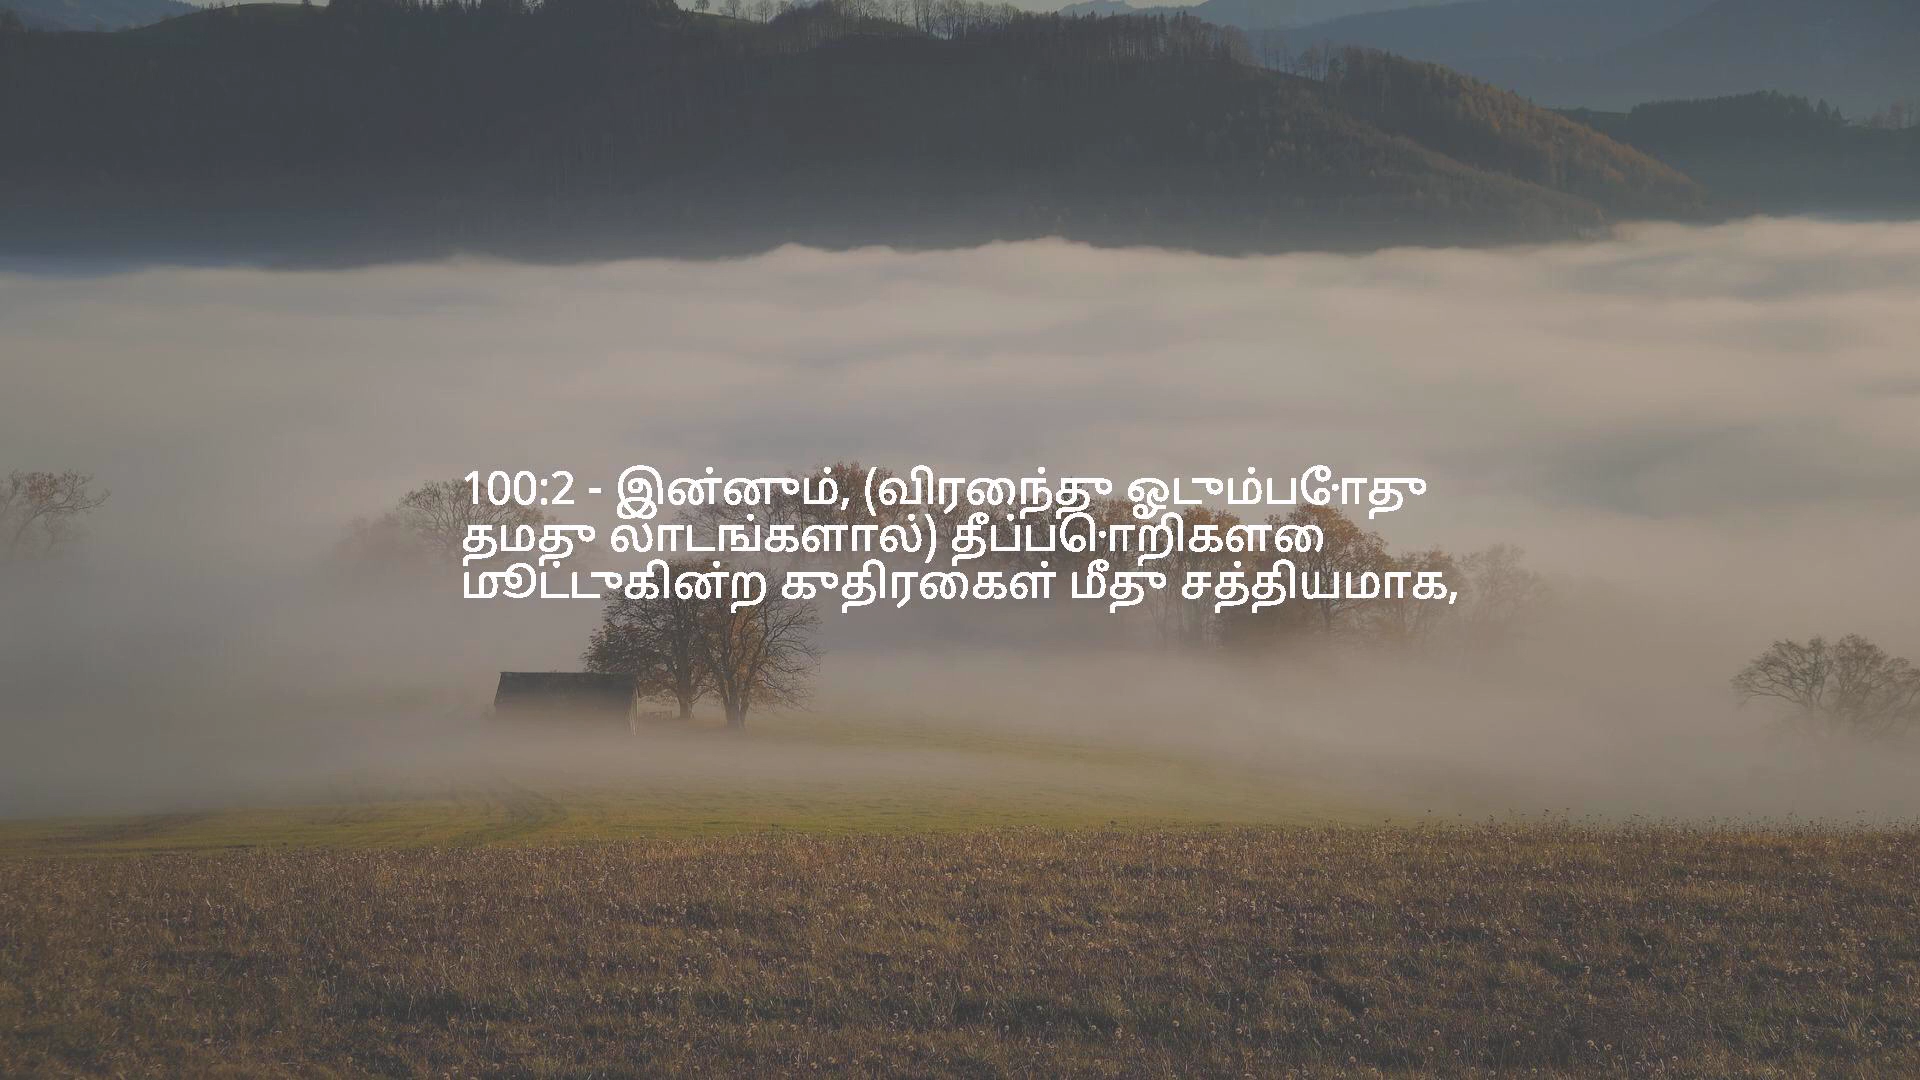 100:2 - இன்னும், (விரைந்து ஓடும்போது
தமது லாடங்களால்) தீப்பொறிகளை
மூட்டுகின்ற குதிரைகள் மீது சத்தியமாக,